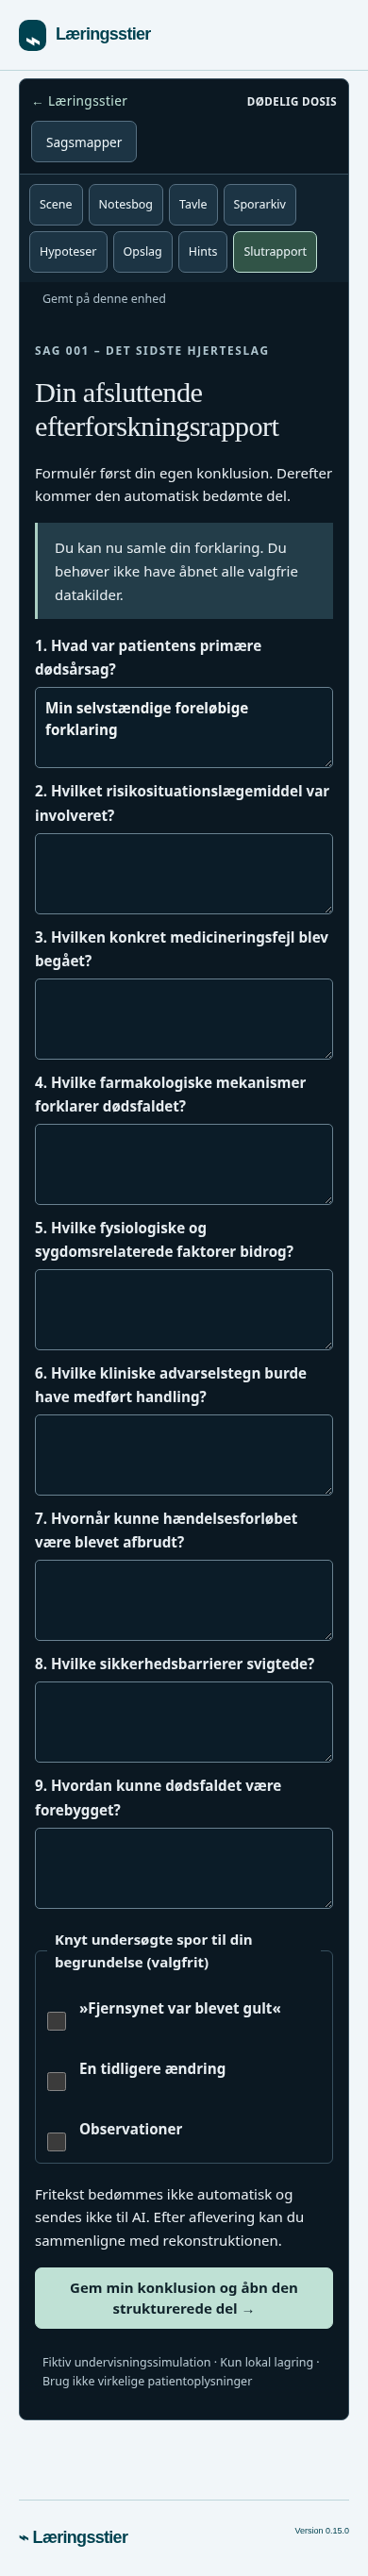 Læringsstier
← Læringsstier
DØDELIG DOSIS
Sagsmapper
Scene
Notesbog
Tavle
Sporarkiv
Hypoteser
Opslag
Hints
Slutrapport
Gemt på denne enhed
SAG 001 – DET SIDSTE HJERTESLAG
Din afsluttende
efterforskningsrapport
Formulér først din egen konklusion. Derefter
kommer den automatisk bedømte del.
Du kan nu samle din forklaring. Du
behøver ikke have åbnet alle valgfrie
datakilder.
1. Hvad var patientens primære
dødsårsag?
Min selvstændige foreløbige
forklaring
2. Hvilket risikosituationslægemiddel var
involveret?
3. Hvilken konkret medicineringsfejl blev
begået?
4. Hvilke farmakologiske mekanismer
forklarer dødsfaldet?
5. Hvilke fysiologiske og
sygdomsrelaterede faktorer bidrog?
6. Hvilke kliniske advarselstegn burde
have medført handling?
7. Hvornår kunne hændelsesforløbet
være blevet afbrudt?
8. Hvilke sikkerhedsbarrierer svigtede?
9. Hvordan kunne dødsfaldet være
forebygget?
Knyt undersøgte spor til din
begrundelse (valgfrit)
»Fjernsynet var blevet gult«
En tidligere ændring
Observationer
Fritekst bedømmes ikke automatisk og
sendes ikke til AI. Efter aflevering kan du
sammenligne med rekonstruktionen.
Gem min konklusion og åbn den
strukturerede del →
Fiktiv undervisningssimulation · Kun lokal lagring ·
Brug ikke virkelige patientoplysninger
Læringsstier
Version 0.15.0